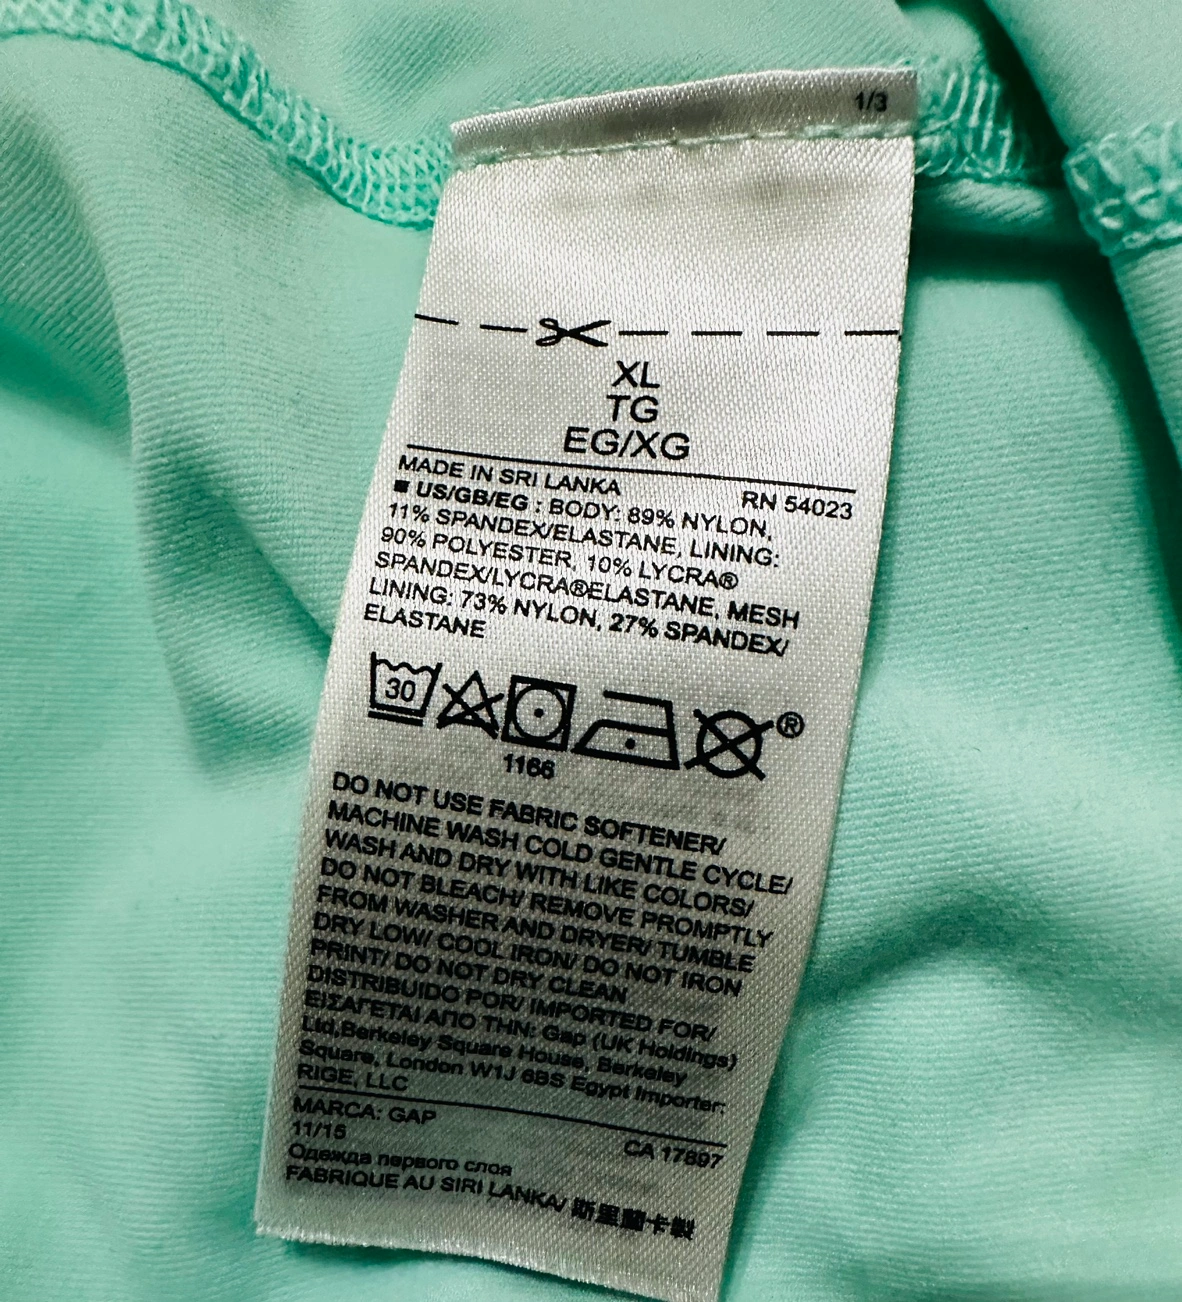 1/3
XL
TG
EG/XG
MADE IN SRI LANKA RN 54023
■ US/GB/EG : BODY: 89% NYLON,
11% SPANDEX/ELASTANE, LINING:
90% POLYESTER, 10% LYCRA®
SPANDEX/LYCRA®ELASTANE, MESH
LINING: 73% NYLON, 27% SPANDEX/
ELASTANE
30
®
1166
DO NOT USE FABRIC SOFTENER/
MACHINE WASH COLD GENTLE CYCLE/
WASH AND DRY WITH LIKE COLORS/
DO NOT BLEACH/ REMOVE PROMPTLY
FROM WASHER AND DRYER/ TUMBLE
DRY LOW/ COOL IRON/ DO NOT IRON
PRINT/ DO NOT DRY CLEAN
DISTRIBUIDO POR/ IMPORTED FOR/
ΕΙΣΑΓΕΤΑΙ ΑΠΟ ΤΗΝ: Gap (UK Holdings)
Ltd,Berkeley Square House, Berkeley
Square, London W1J 6BS Egypt Importer:
RIGE, LLC
MARCA: GAP CA 17897
11/15
Одежда первого слоя
FABRIQUE AU SIRI LANKA/ 斯里蘭卡製